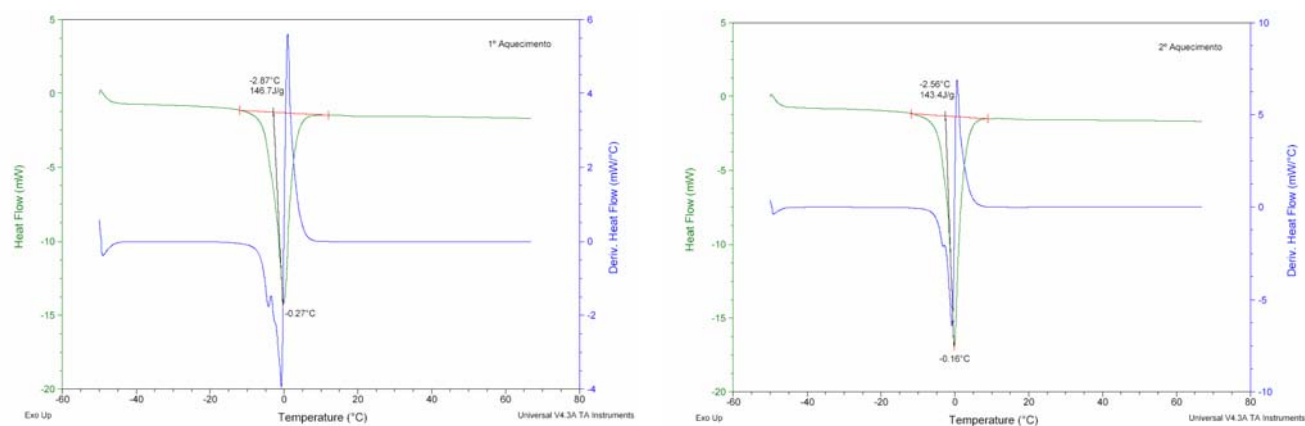 1º Aquecimento
-2.87°C
146.7J/g
-0.27°C
5
0
-5
-10
-15
-20
Heat Flow (mW)
6
4
2
0
-2
-4
Deriv. Heat Flow (mW/°C)
-60
-40
-20
0
20
40
60
80
Exo Up
Temperature (°C)
Universal V4.3A TA Instruments
2º Aquecimento
-2.56°C
143.4J/g
-0.16°C
5
0
-5
-10
-15
-20
Heat Flow (mW)
10
5
0
-5
-10
Deriv. Heat Flow (mW/°C)
-60
-40
-20
0
20
40
60
80
Exo Up
Temperature (°C)
Universal V4.3A TA Instruments